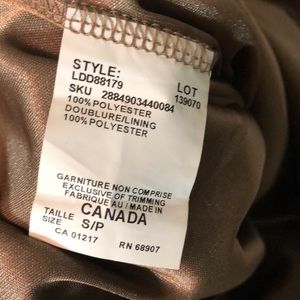 STYLE:
LDD88179 LOT
SKU 2884903440084 139070
100% POLYESTER
DOUBLURE/LINING
100% POLYESTER
GARNITURE NON COMPRISE
EXCLUSIVE OF TRIMMING
FABRIQUE AU / MADE IN
CANADA
TAILLE S/P
SIZE
CA 01217 RN 68907